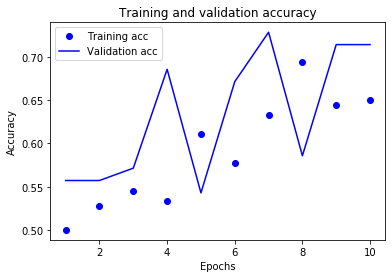 Training and validation accuracy
Training acc
Validation acc
Accuracy
0.70
0.65
0.60
0.55
0.50
2 4 6 8 10
Epochs